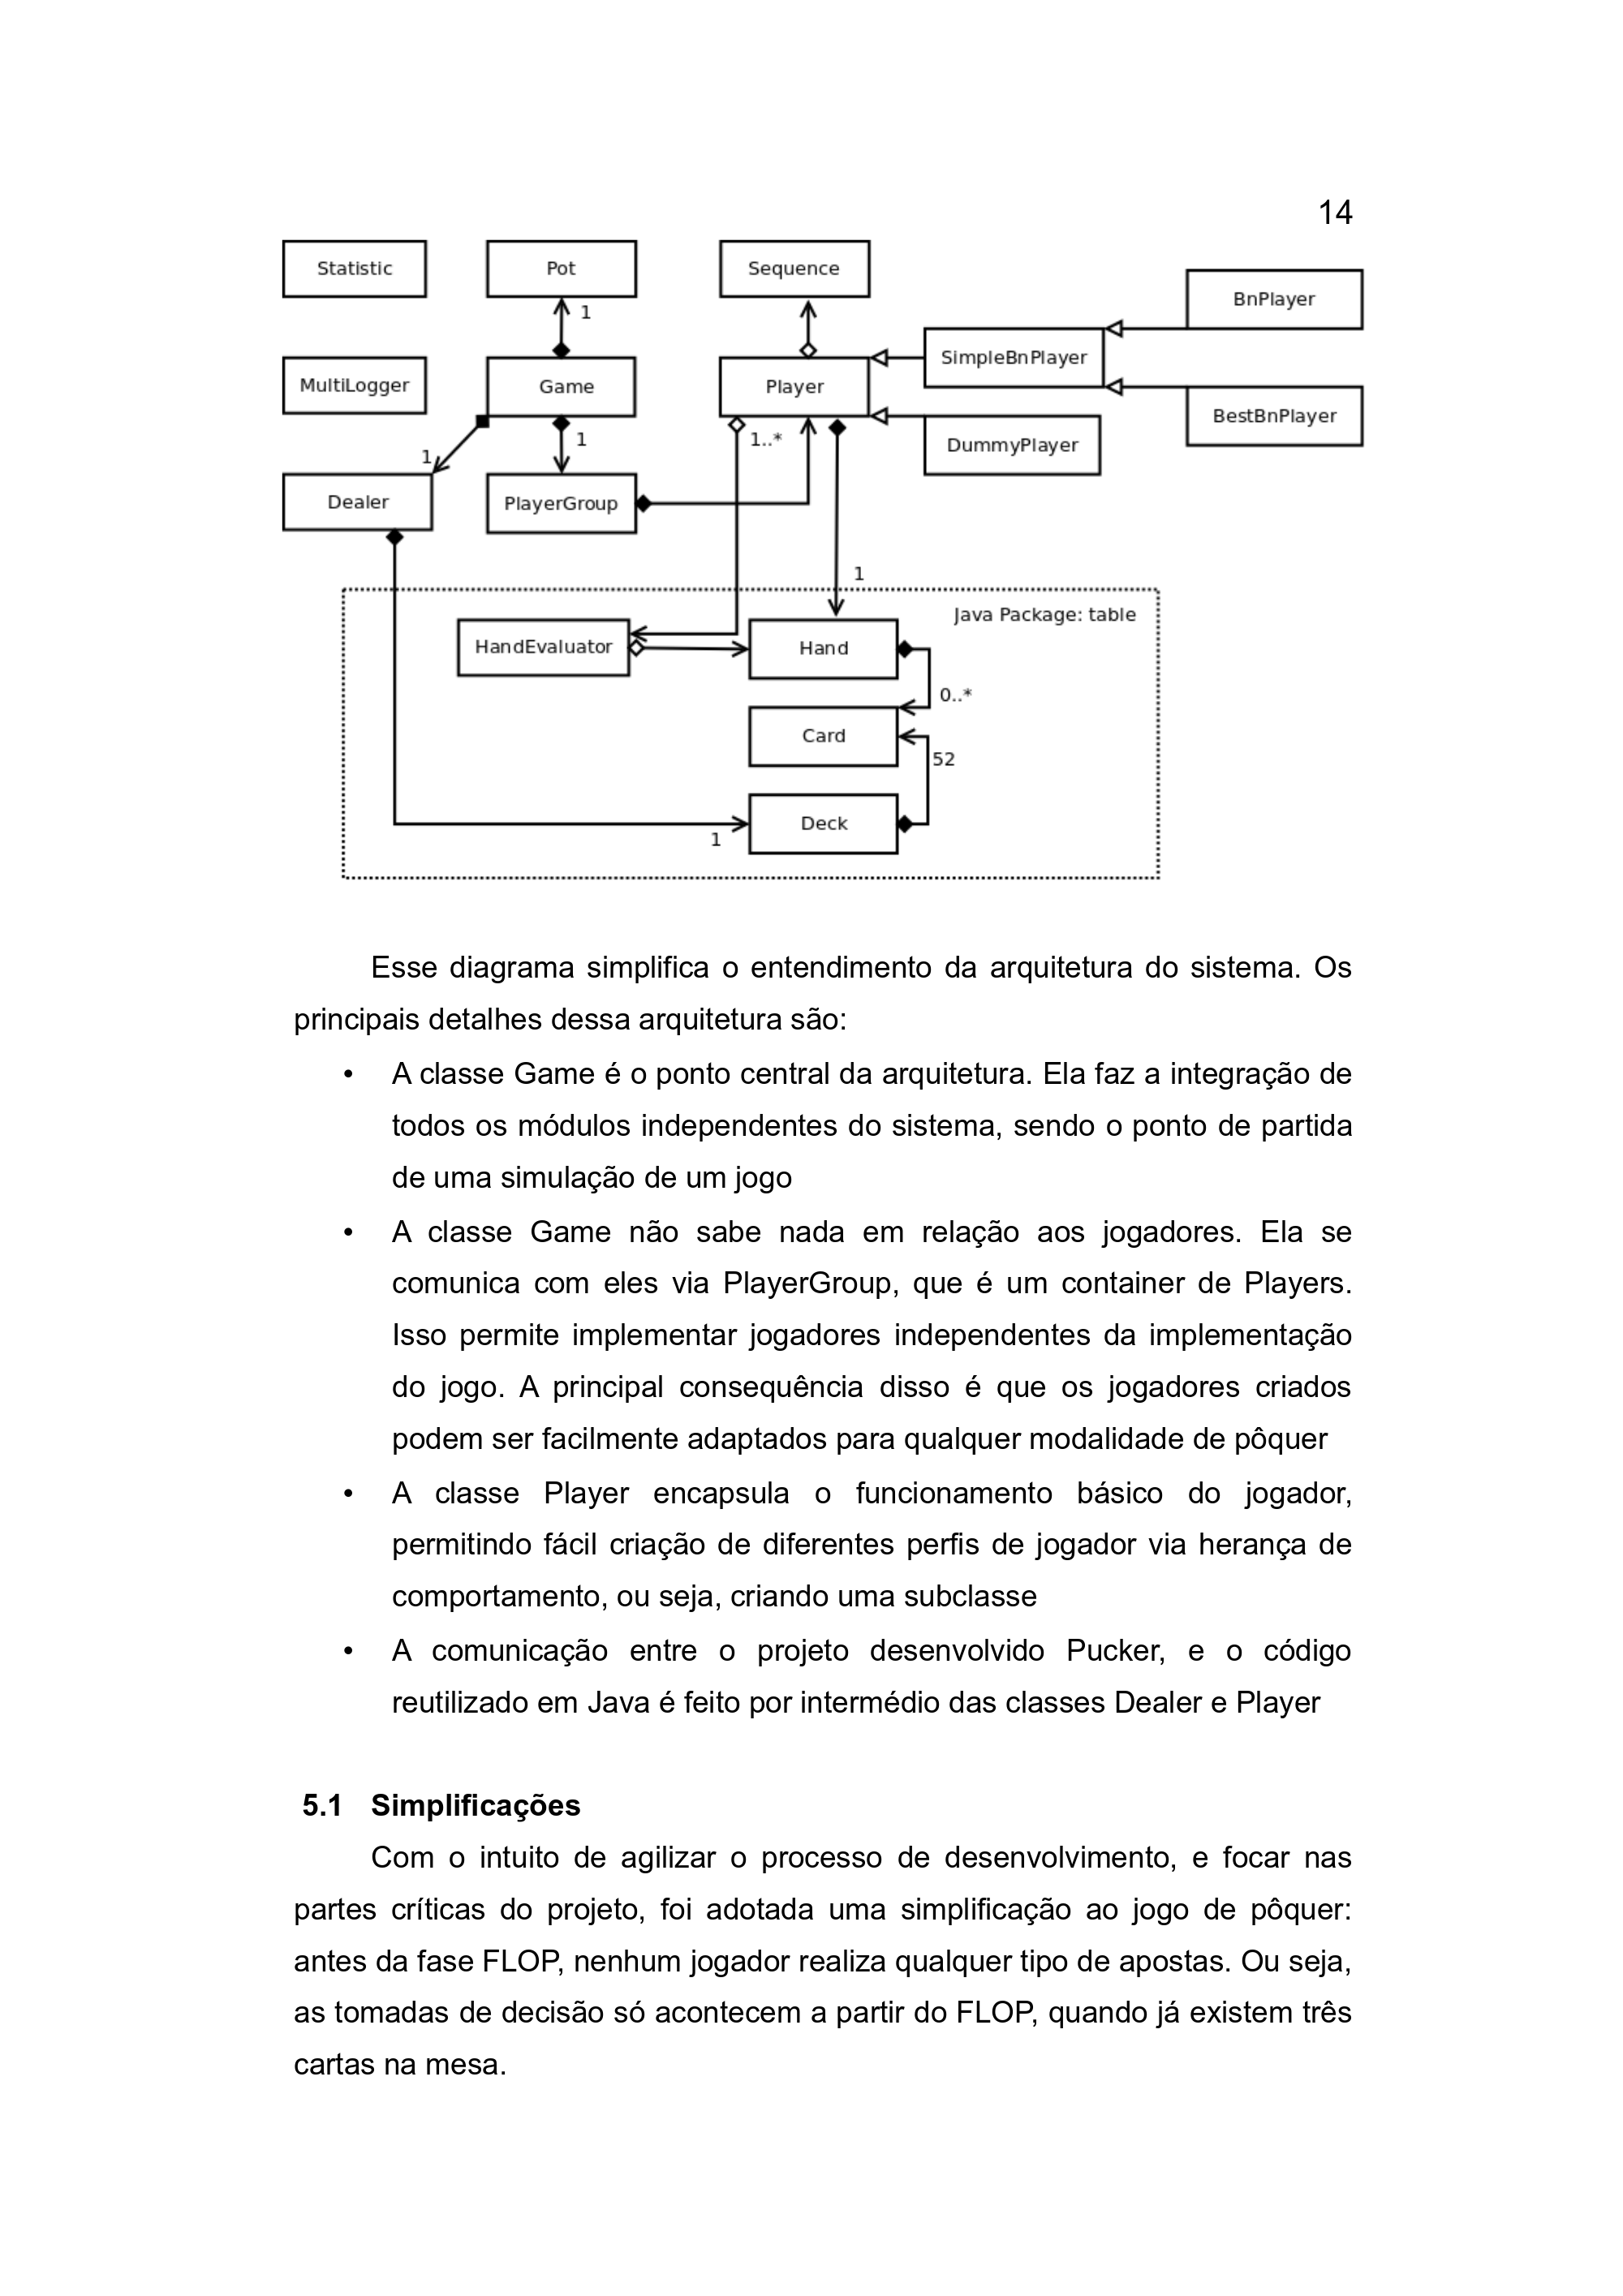 14
Statistic
Pot
Sequence
BnPlayer
1
MultiLogger
Game
Player
SimpleBnPlayer
BestBnPlayer
1
1
1..*
DummyPlayer
Dealer
PlayerGroup
1
Java Package: table
HandEvaluator
Hand
0..*
Card
52
Deck
1
Esse diagrama simplifica o entendimento da arquitetura do sistema. Os
principais detalhes dessa arquitetura são:
• A classe Game é o ponto central da arquitetura. Ela faz a integração de
todos os módulos independentes do sistema, sendo o ponto de partida
de uma simulação de um jogo
• A classe Game não sabe nada em relação aos jogadores. Ela se
comunica com eles via PlayerGroup, que é um container de Players.
Isso permite implementar jogadores independentes da implementação
do jogo. A principal consequência disso é que os jogadores criados
podem ser facilmente adaptados para qualquer modalidade de pôquer
• A classe Player encapsula o funcionamento básico do jogador,
permitindo fácil criação de diferentes perfis de jogador via herança de
comportamento, ou seja, criando uma subclasse
• A comunicação entre o projeto desenvolvido Pucker, e o código
reutilizado em Java é feito por intermédio das classes Dealer e Player
5.1 Simplificações
Com o intuito de agilizar o processo de desenvolvimento, e focar nas
partes críticas do projeto, foi adotada uma simplificação ao jogo de pôquer:
antes da fase FLOP, nenhum jogador realiza qualquer tipo de apostas. Ou seja,
as tomadas de decisão só acontecem a partir do FLOP, quando já existem três
cartas na mesa.